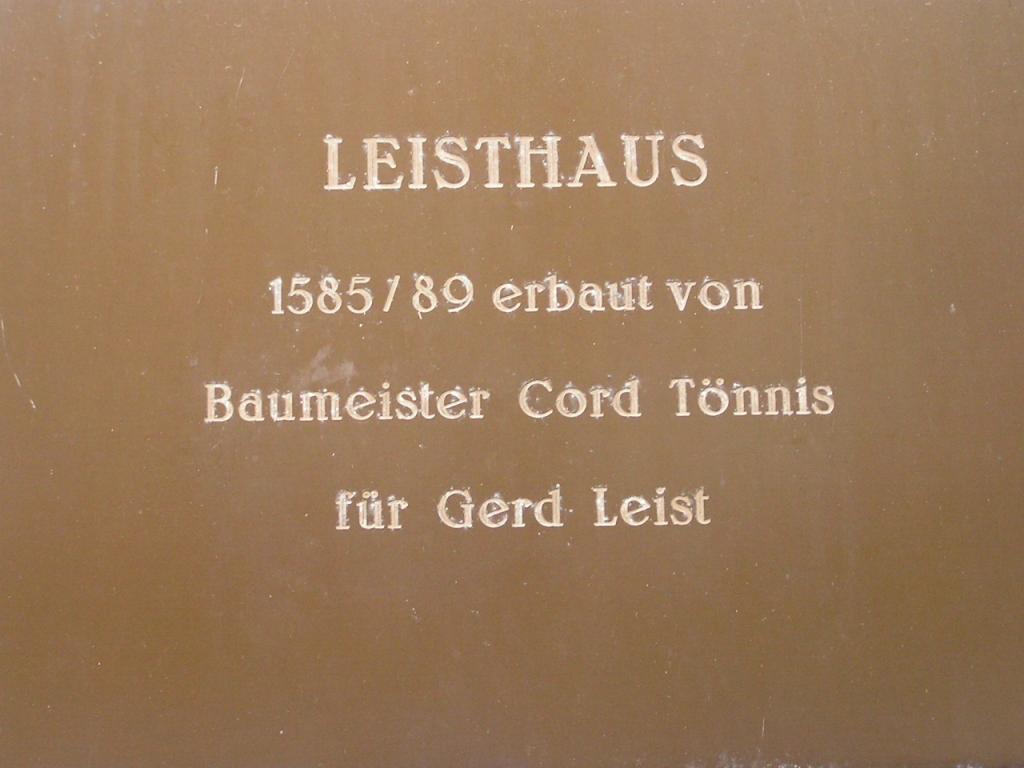 LEISTHAUS
1585/89 erbaut von
Baumeister Cord Tönnis
für Gerd Leist